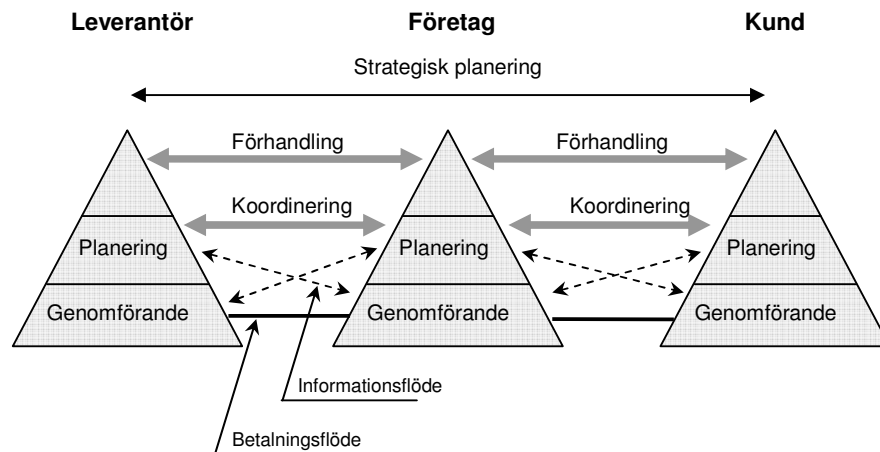 Leverantör Företag Kund
Strategisk planering
Förhandling Förhandling
Koordinering Koordinering
Planering Planering Planering
Genomförande Genomförande Genomförande
Informationsflöde
Betalningsflöde